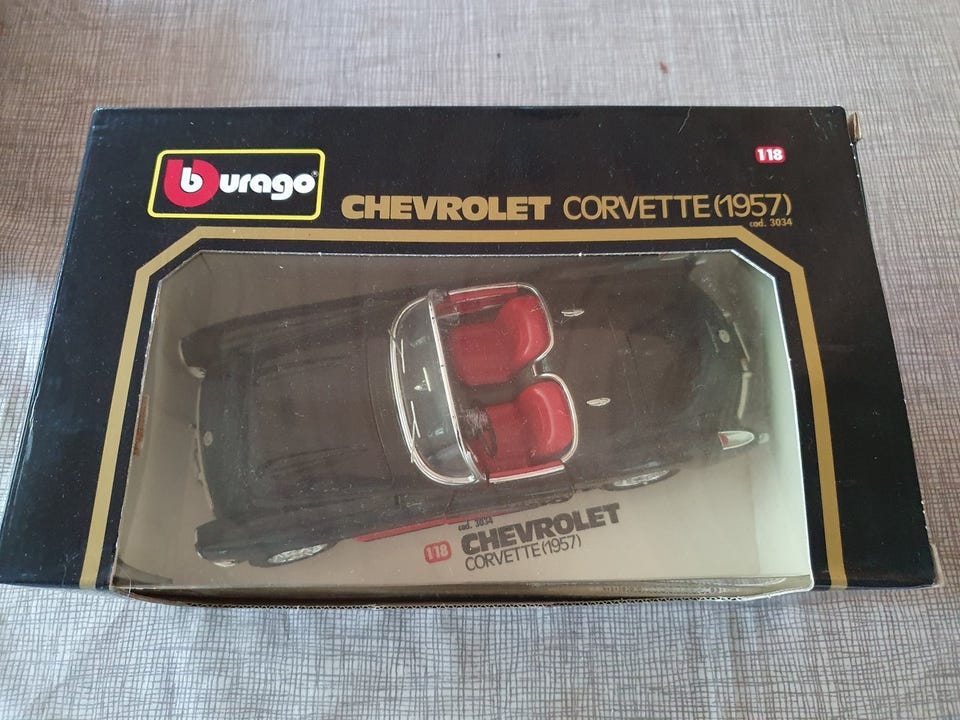 burago®
1:18
CHEVROLET CORVETTE (1957)
cod. 3034
cod. 3034
1:18 CHEVROLET
CORVETTE (1957)